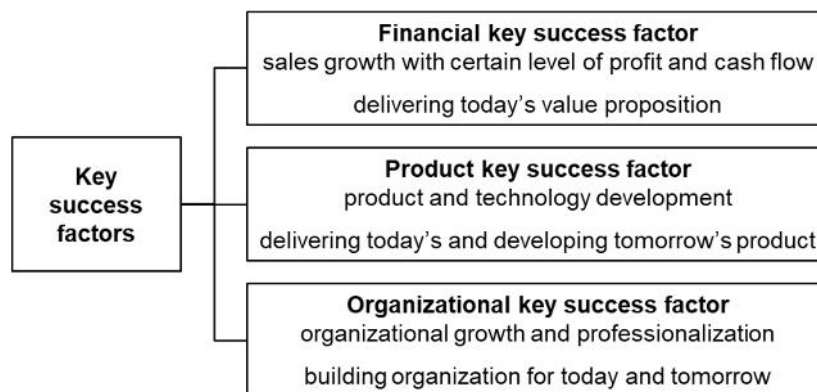 Key
success
factors
Financial key success factor
sales growth with certain level of profit and cash flow
delivering today's value proposition
Product key success factor
product and technology development
delivering today's and developing tomorrow's product
Organizational key success factor
organizational growth and professionalization
building organization for today and tomorrow